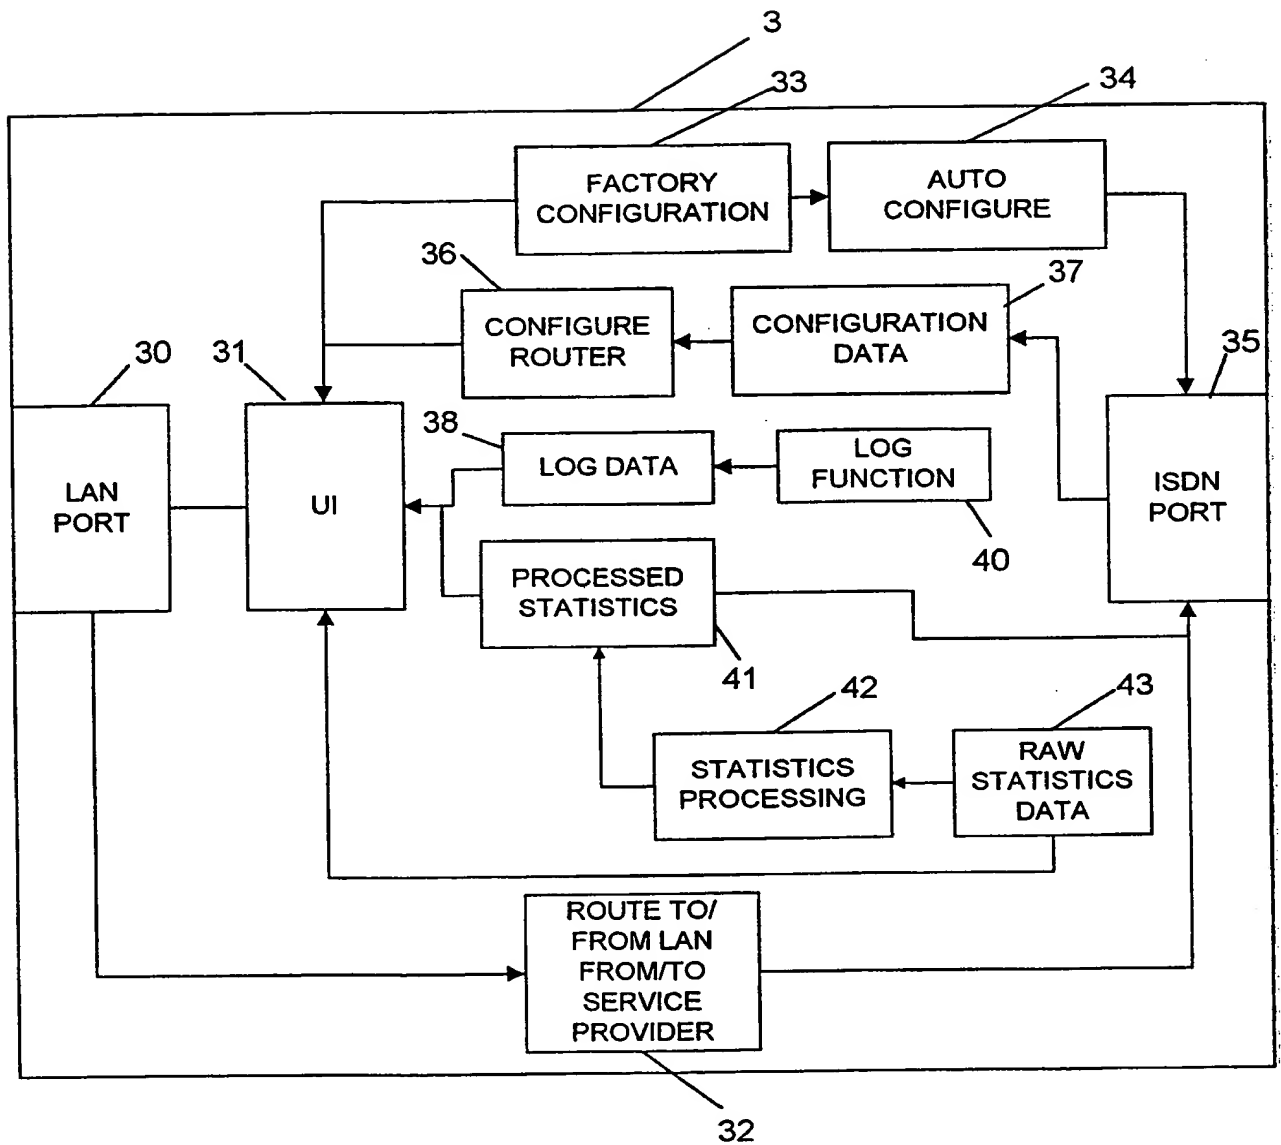 3
33
34
FACTORY
CONFIGURATION
AUTO
CONFIGURE
36
37
CONFIGURE
ROUTER
CONFIGURATION
DATA
30
31
35
LAN
PORT
UI
38
LOG DATA
LOG
FUNCTION
ISDN
PORT
40
PROCESSED
STATISTICS
41
42
43
STATISTICS
PROCESSING
RAW
STATISTICS
DATA
ROUTE TO/
FROM LAN
FROM/TO
SERVICE
PROVIDER
32